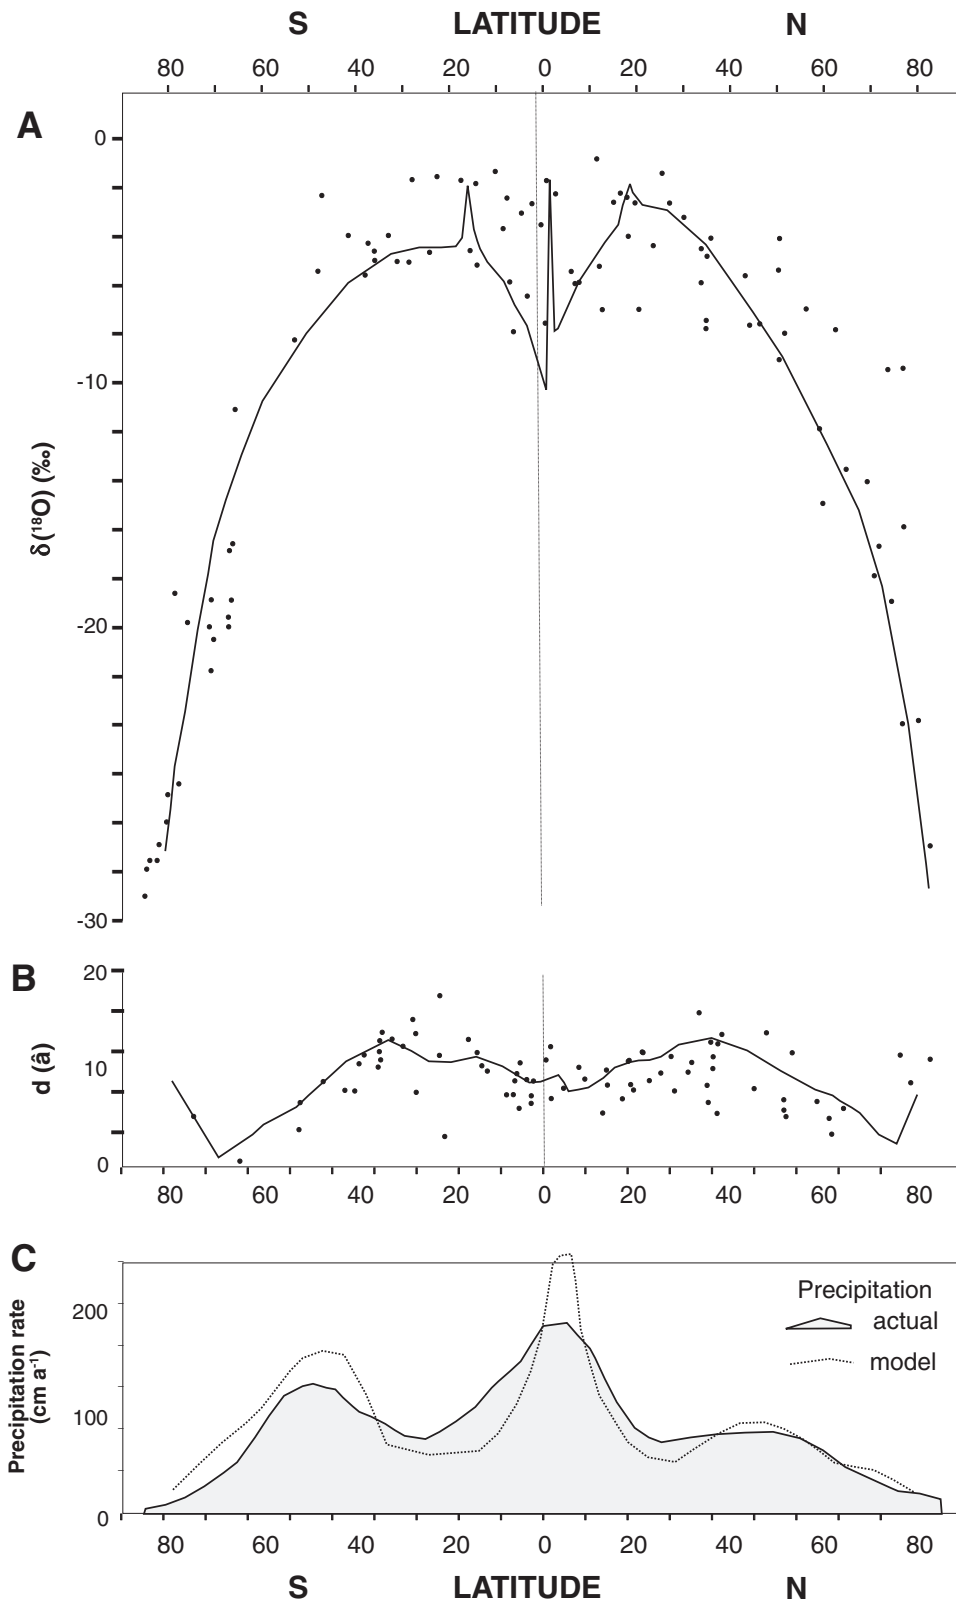 S LATITUDE N
80 60 40 20 0 20 40 60 80
A
0
-10
-20
-30
δ(¹⁸O) (‰)
B
20
10
0
d (â)
80 60 40 20 0 20 40 60 80
C
200
100
0
Precipitation rate
(cm a⁻¹)
Precipitation
actual
model
80 60 40 20 0 20 40 60 80
S LATITUDE N